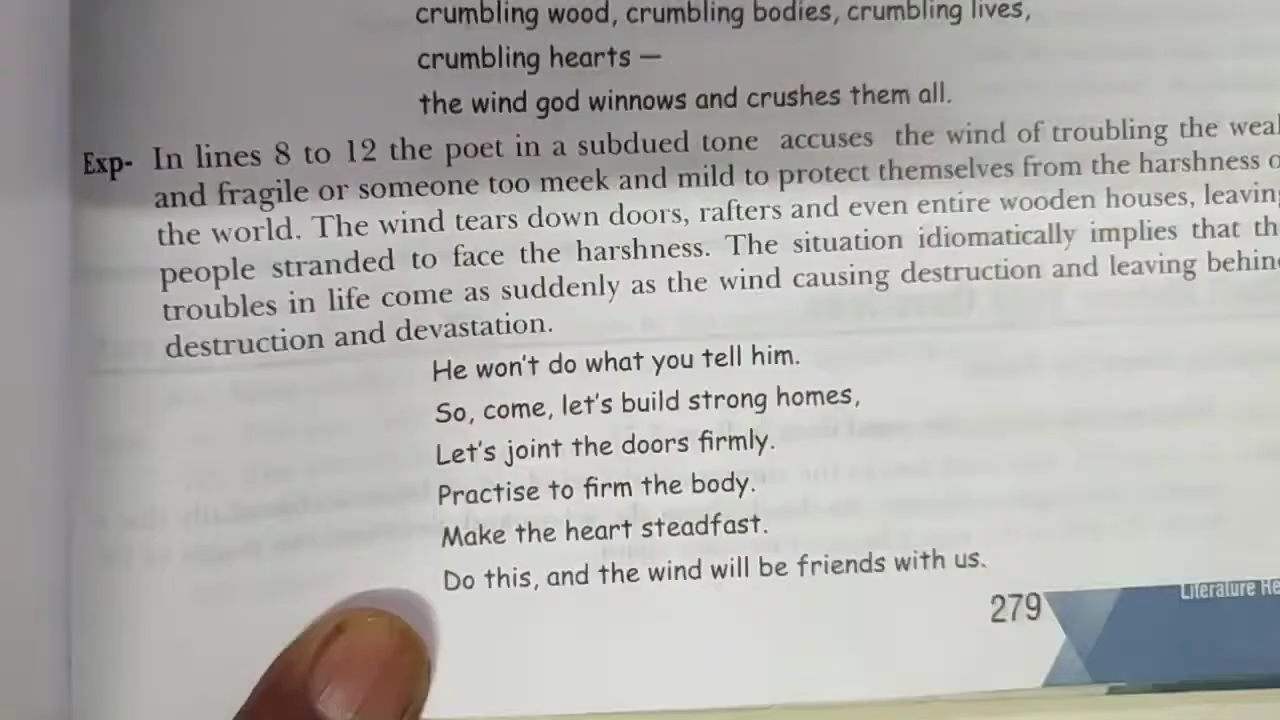 crumbling wood, crumbling bodies, crumbling lives,
crumbling hearts —
the wind god winnows and crushes them all.
Exp- In lines 8 to 12 the poet in a subdued tone accuses the wind of troubling the
and fragile or someone too meek and mild to protect themselves from the harshness
the world. The wind tears down doors, rafters and even entire wooden houses,
people stranded to face the harshness. The situation idiomatically implies that
troubles in life come as suddenly as the wind causing destruction and leaving
destruction and devastation.
He won't do what you tell him.
So, come, let's build strong homes,
Let's joint the doors firmly.
Practise to firm the body.
Make the heart steadfast.
Do this, and the wind will be friends with us.
279
Literature